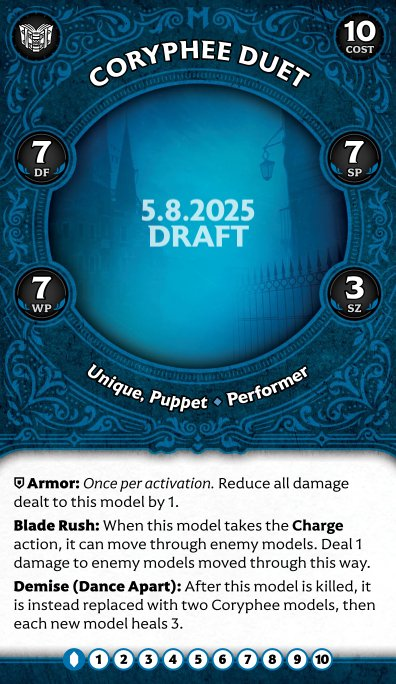 10
COST
CORYPHEE DUET
7
DF
7
SP
5.8.2025
DRAFT
7
WP
3
SZ
Unique, Puppet ◆ Performer
Armor: Once per activation. Reduce all damage
dealt to this model by 1.
Blade Rush: When this model takes the Charge
action, it can move through enemy models. Deal 1
damage to enemy models moved through this way.
Demise (Dance Apart): After this model is killed, it
is instead replaced with two Coryphee models, then
each new model heals 3.
1 2 3 4 5 6 7 8 9 10